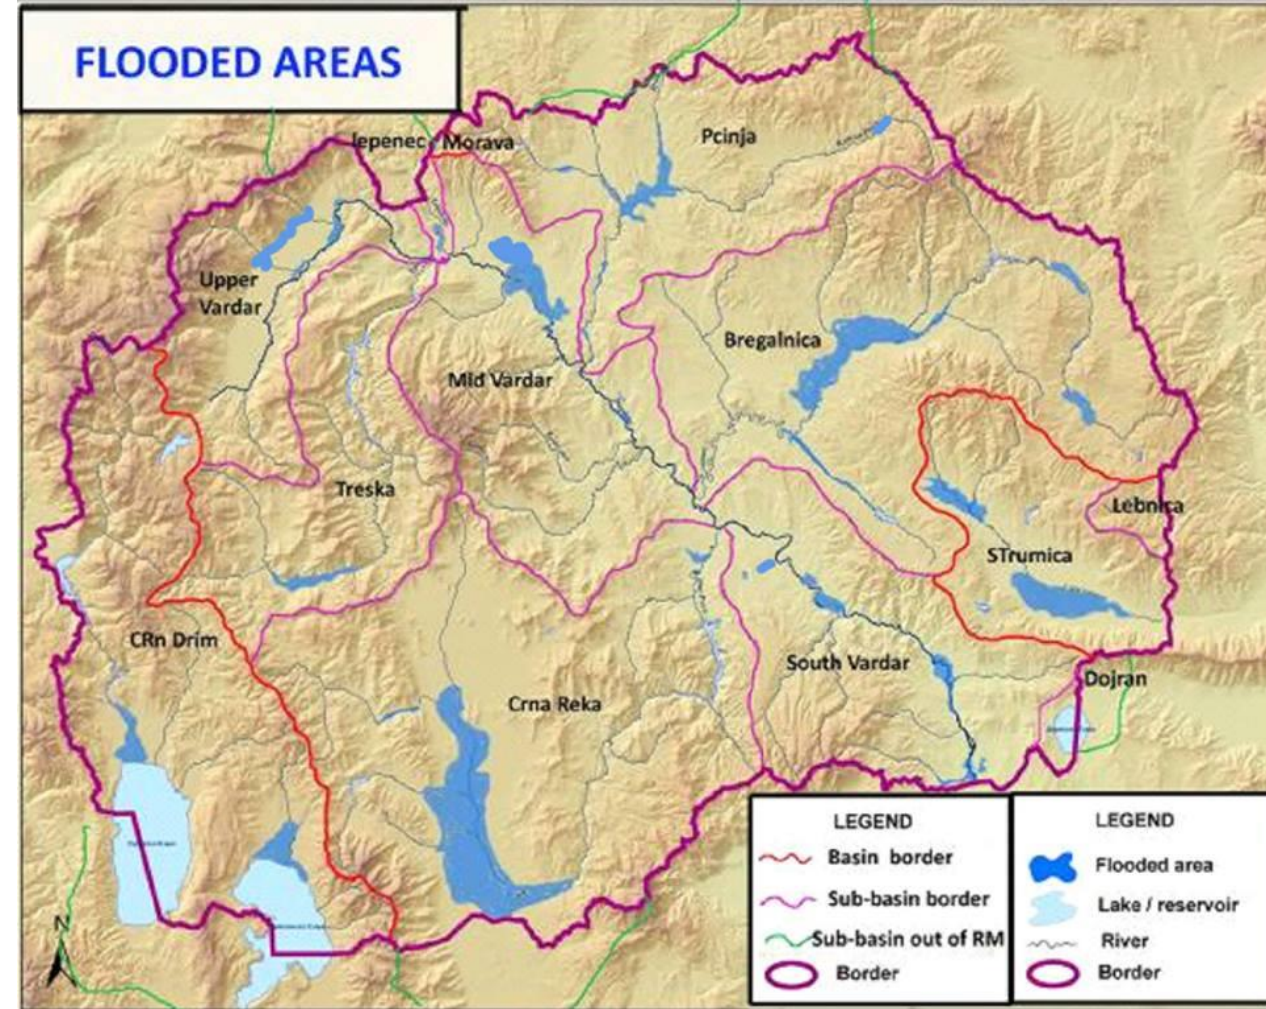 FLOODED AREAS
lepenec
Morava
Pcinja
Upper
Vardar
Bregalnica
Mid Vardar
Treska
Lebnica
STrumica
CRn Drim
South Vardar
Dojran
Crna Reka
N
LEGEND
Basin border
Sub-basin border
Sub-basin out of RM
Border
LEGEND
Flooded area
Lake / reservoir
River
Border